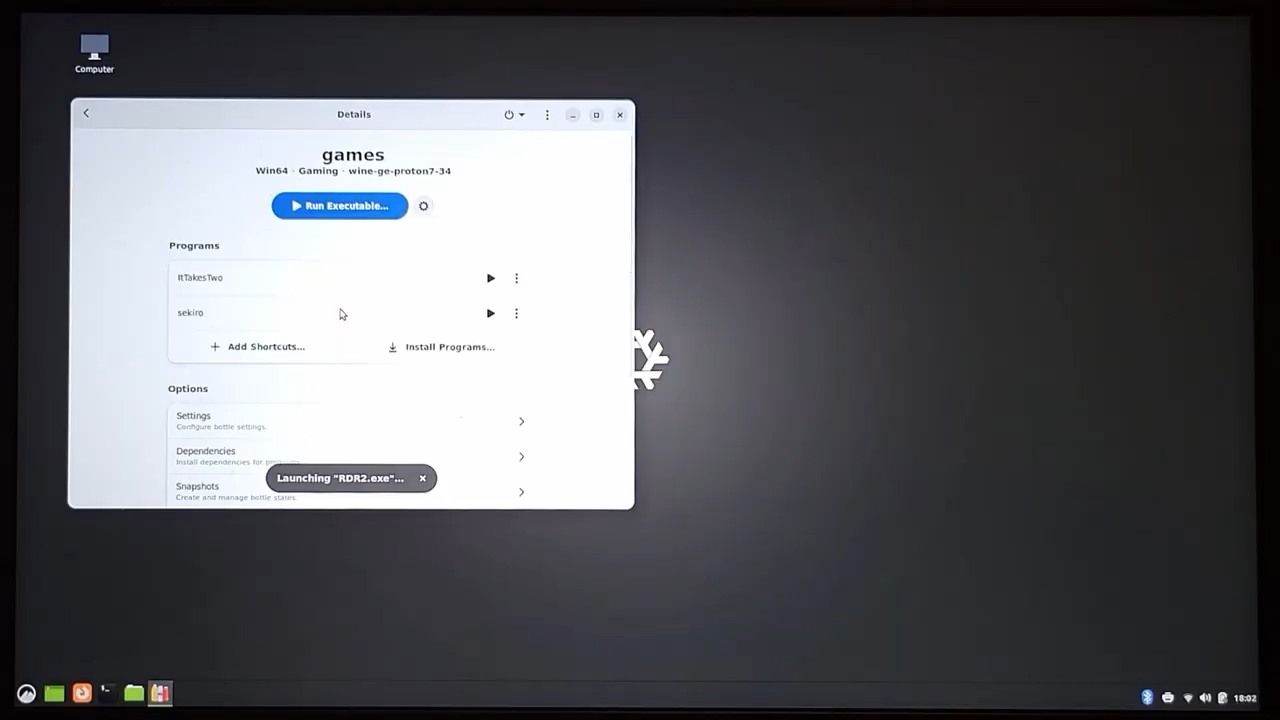 Computer
Details
games
Win64 · Gaming · wine-ge-proton7-34
Run Executable...
Programs
ItTakesTwo
sekiro
Add Shortcuts...
Install Programs...
Options
Settings
Configure bottle settings.
Dependencies
Install dependencies for
Launching "RDR2.exe"...
Snapshots
Create and manage bottle states.
18:02